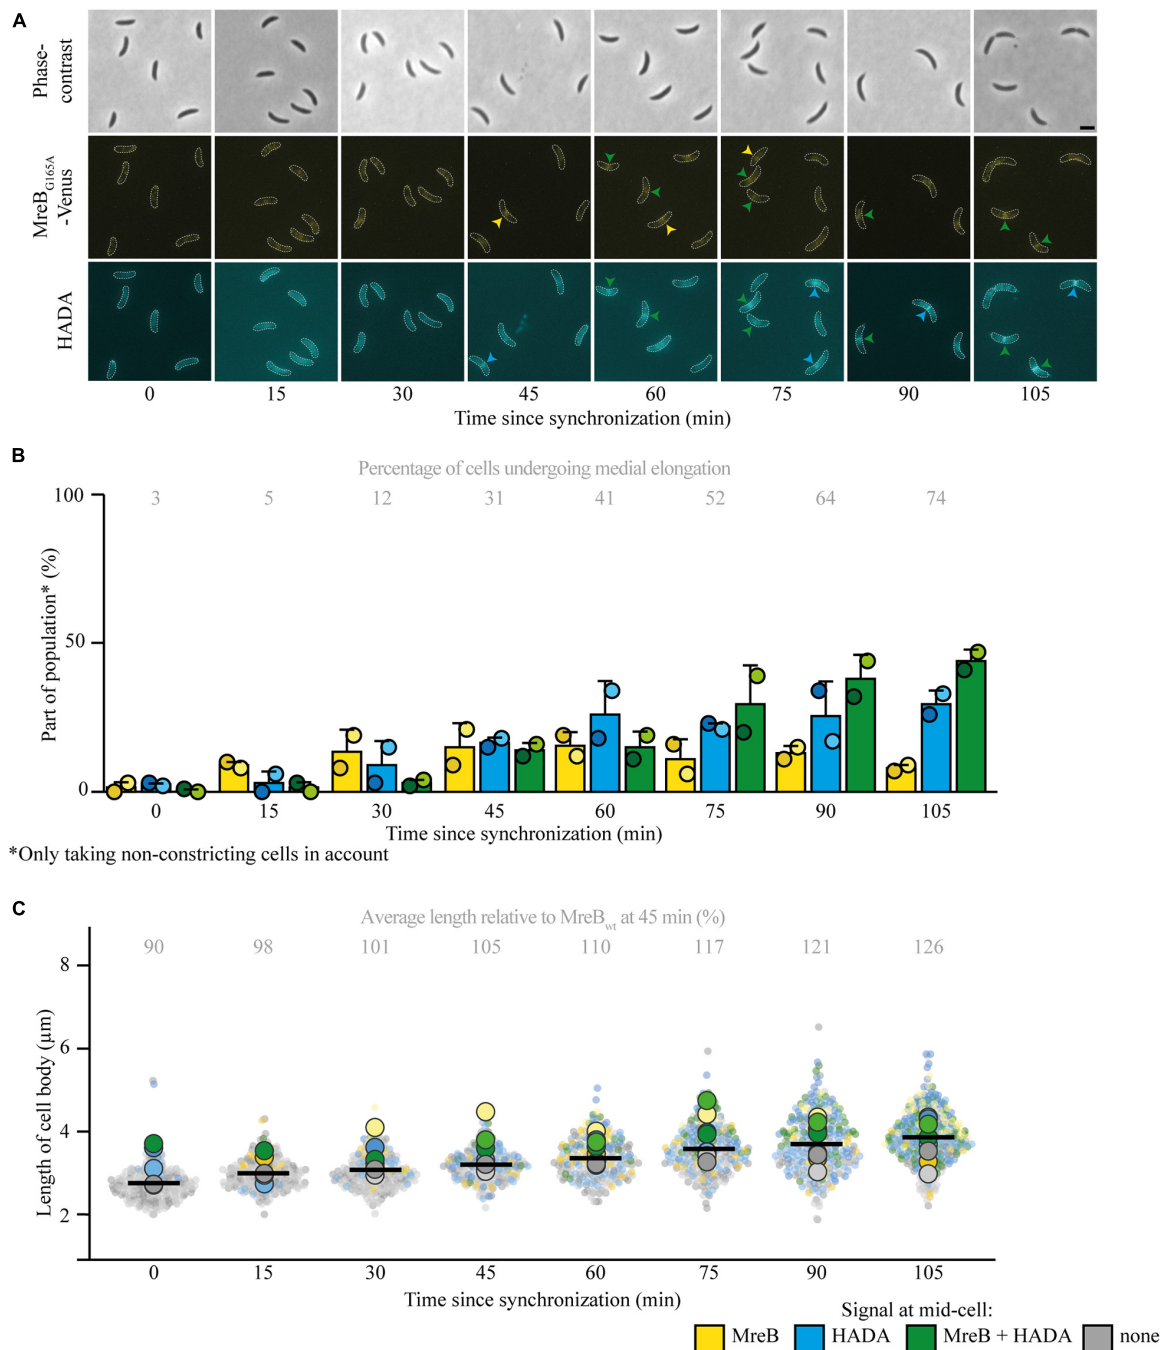 A
Phase-
contrast
MreB G165A
-Venus
HADA
0 15 30 45 60 75 90 105
Time since synchronization (min)
B
Percentage of cells undergoing medial elongation
3 5 12 31 41 52 64 74
Part of population* (%)
100
50
0
0 15 30 45 60 75 90 105
Time since synchronization (min)
*Only taking non-constricting cells in account
C
Average length relative to MreBwt at 45 min (%)
90 98 101 105 110 117 121 126
Length of cell body (µm)
8
6
4
2
0 15 30 45 60 75 90 105
Time since synchronization (min)
Signal at mid-cell:
MreB HADA MreB + HADA none